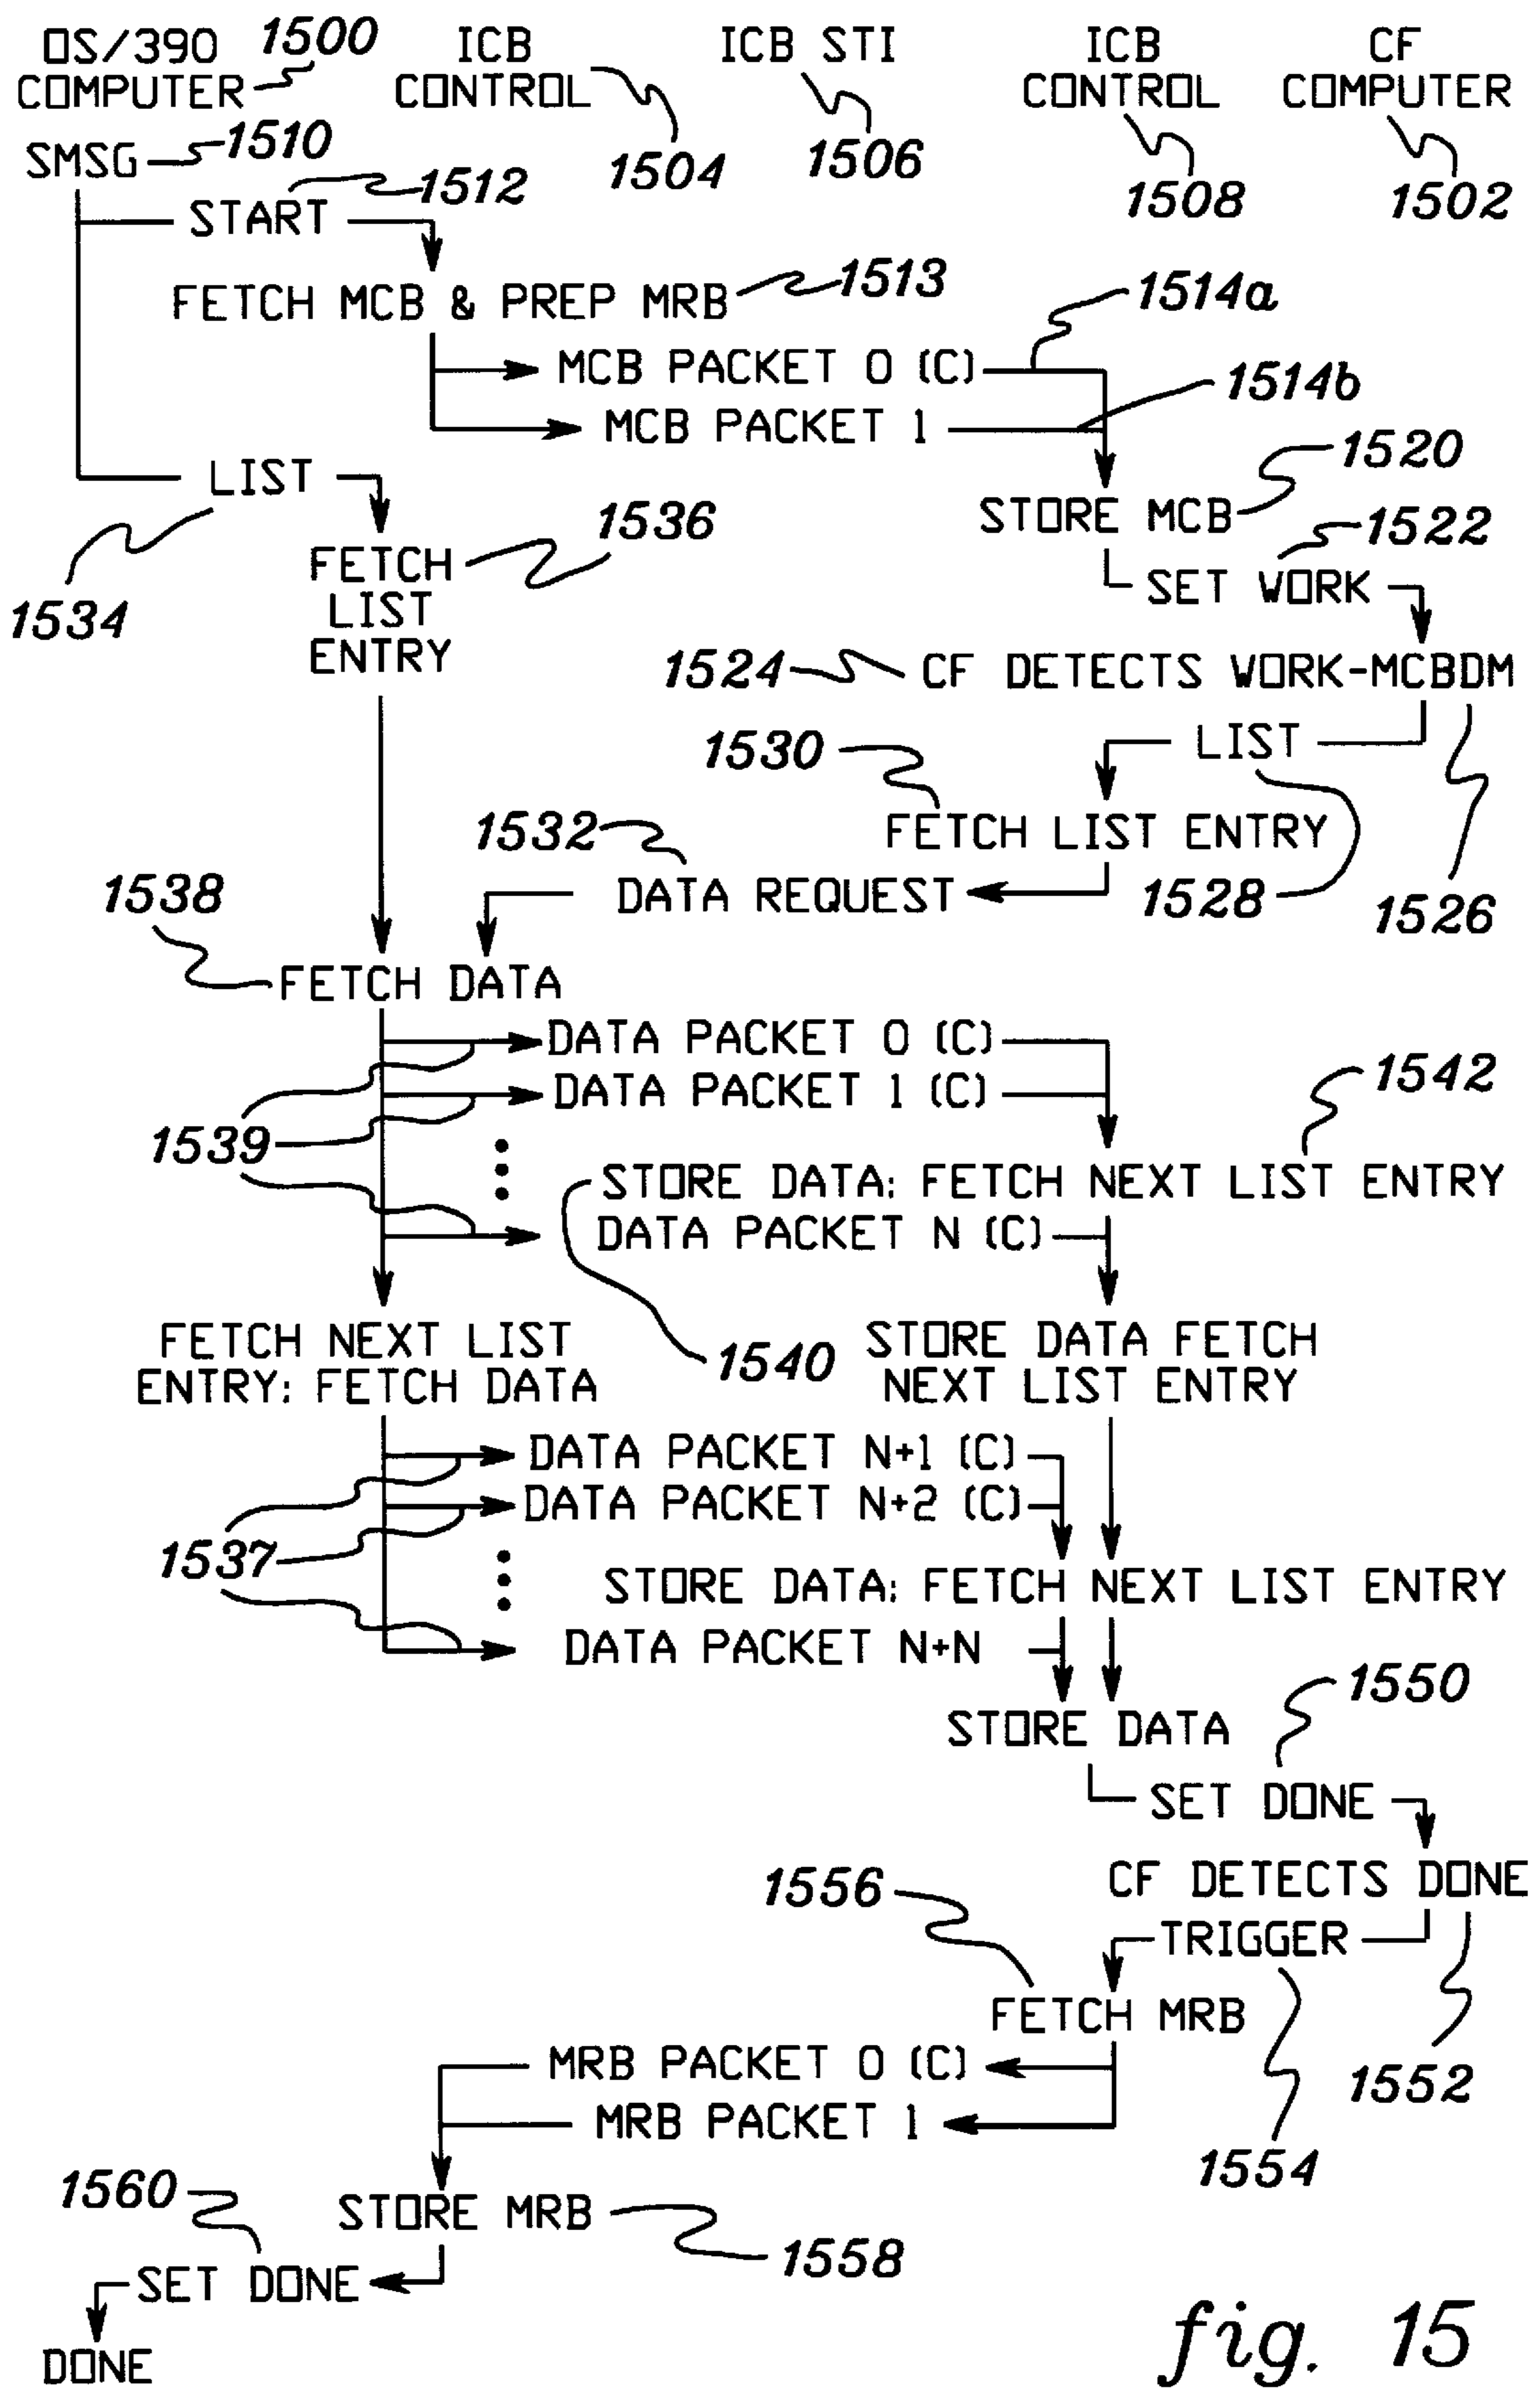 OS/390 COMPUTER 1500
ICB CONTROL
ICB STI
ICB CONTROL
CF COMPUTER
SMSG 1510
1504
1506
1508
1502
START 1512
FETCH MCB & PREP MRB 1513
1514a
MCB PACKET 0 (C)
1514b
MCB PACKET 1
LIST
1534
1520
STORE MCB
1536
1522
SET WORK
FETCH
LIST
ENTRY
1524 CF DETECTS WORK-MCBDM
1530
LIST
1532
FETCH LIST ENTRY
1538
DATA REQUEST
1528
1526
FETCH DATA
DATA PACKET 0 (C)
1542
DATA PACKET 1 (C)
1539
STORE DATA; FETCH NEXT LIST ENTRY
DATA PACKET N (C)
FETCH NEXT LIST
ENTRY; FETCH DATA
1540
STORE DATA FETCH
NEXT LIST ENTRY
DATA PACKET N+1 (C)
DATA PACKET N+2 (C)
1537
STORE DATA; FETCH NEXT LIST ENTRY
DATA PACKET N+N
1550
STORE DATA
SET DONE
1556
CF DETECTS DONE
TRIGGER
FETCH MRB
MRB PACKET 0 (C)
1552
MRB PACKET 1
1554
1560
STORE MRB
1558
SET DONE
DONE
fig. 15